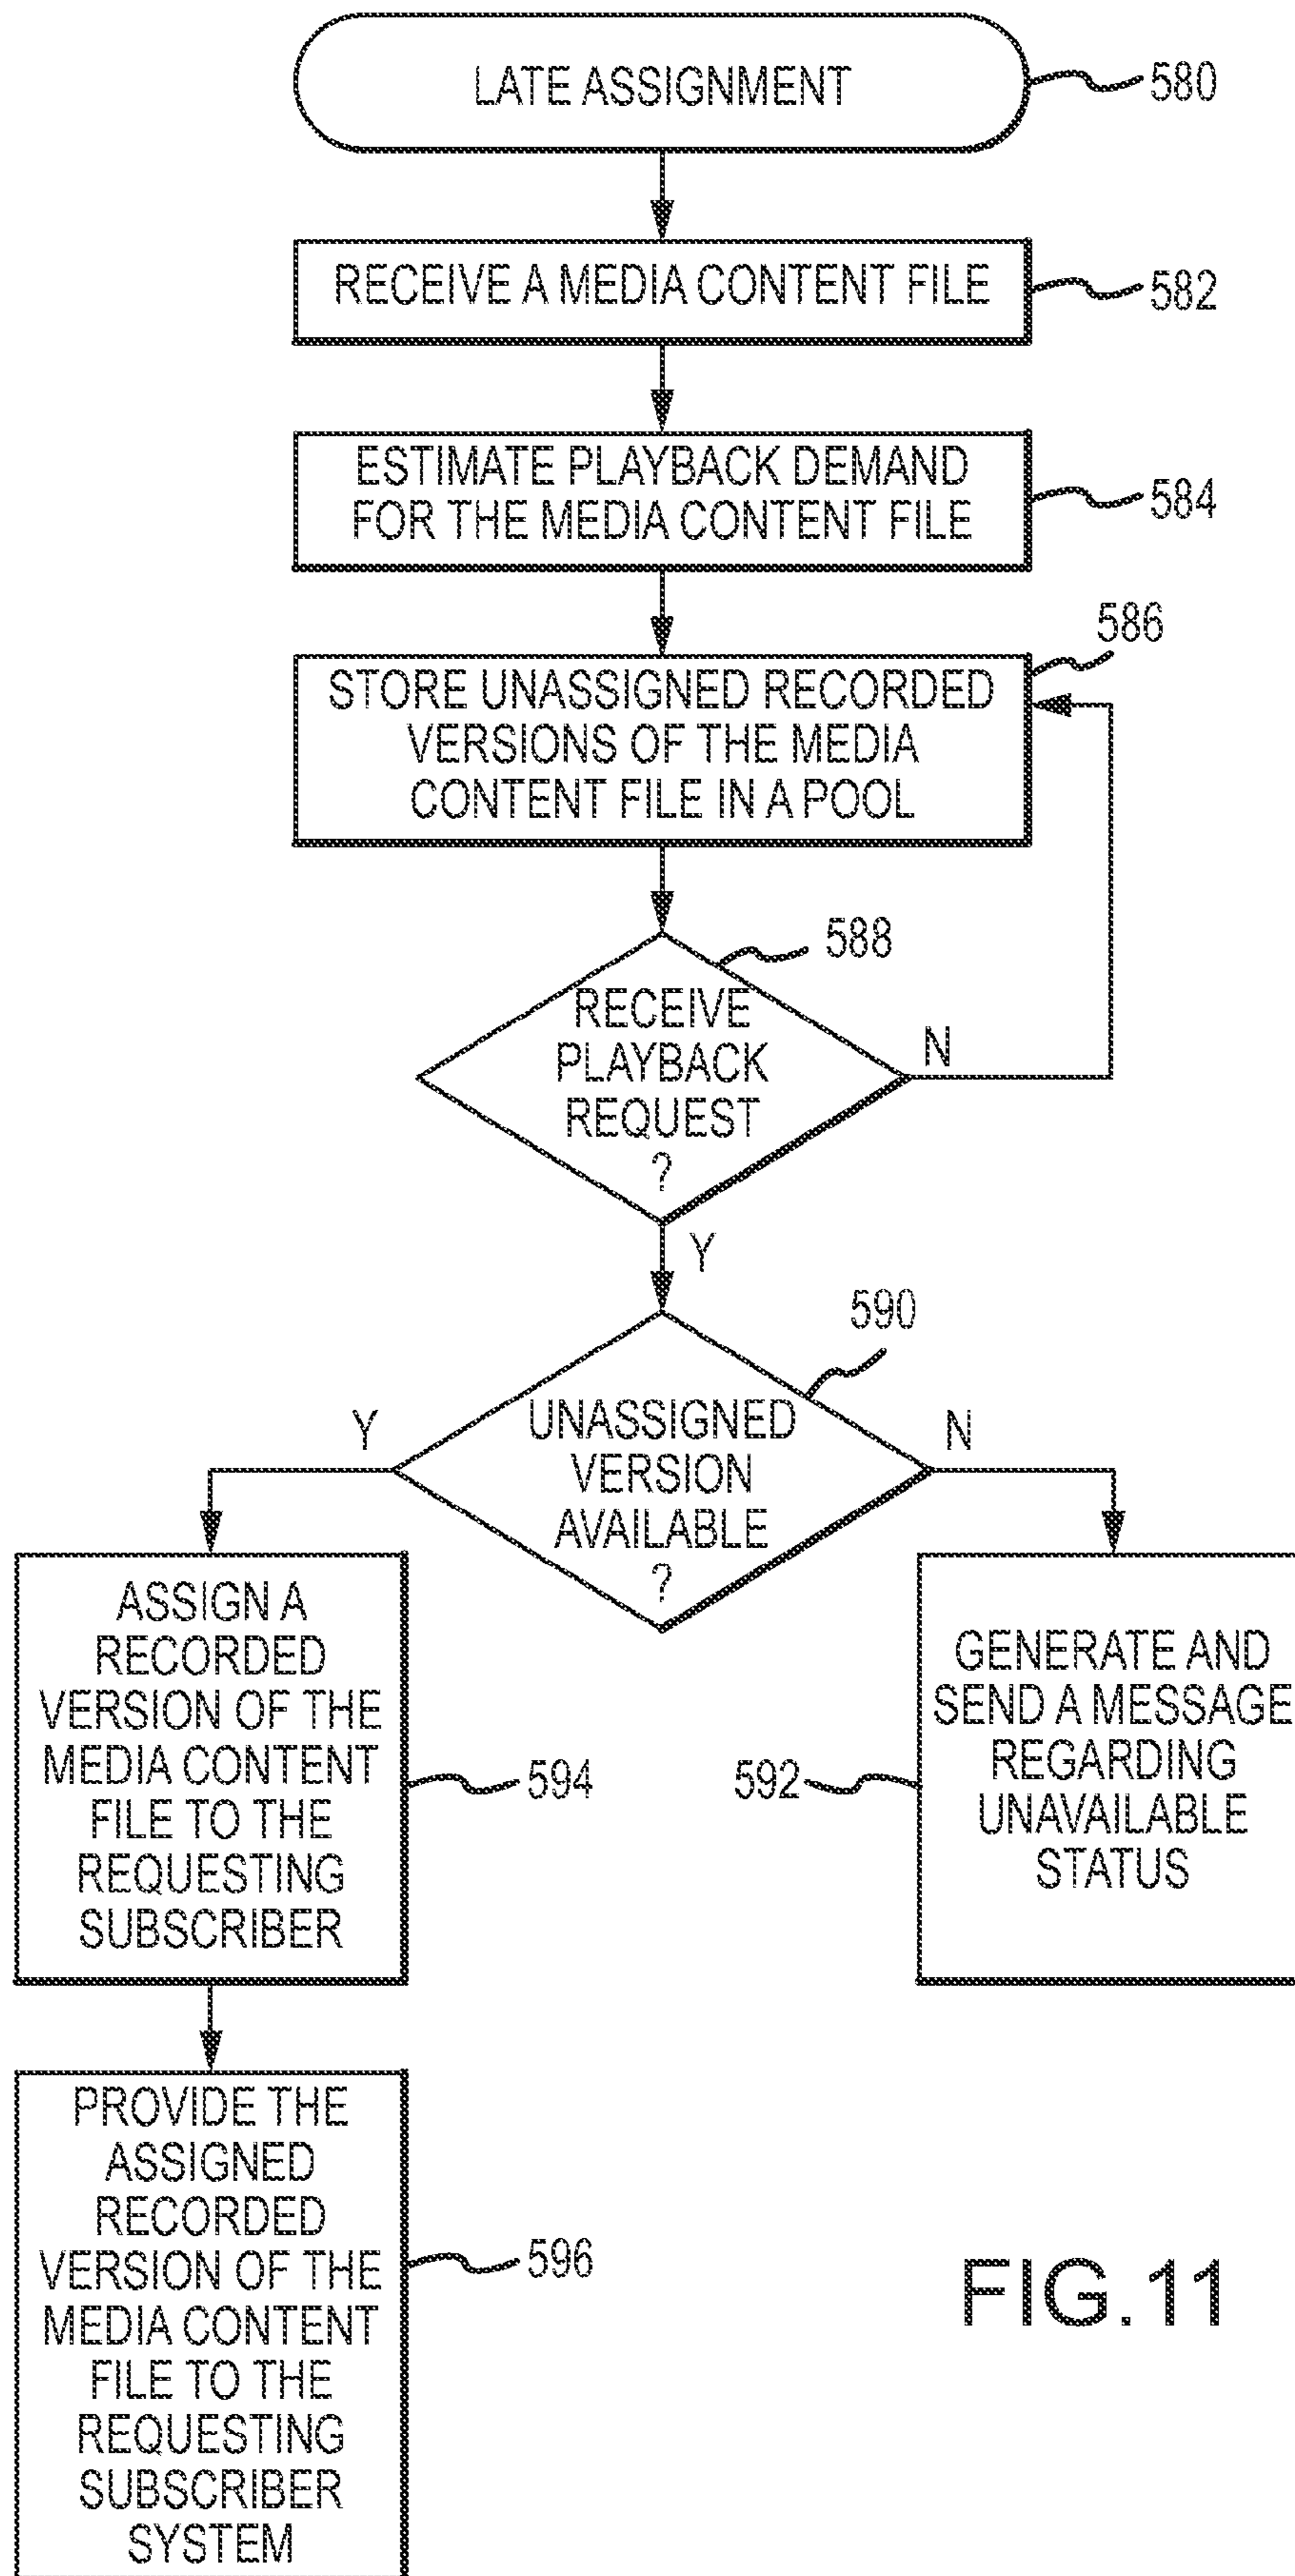 LATE ASSIGNMENT
580
RECEIVE A MEDIA CONTENT FILE
582
ESTIMATE PLAYBACK DEMAND
FOR THE MEDIA CONTENT FILE
584
586
STORE UNASSIGNED RECORDED
VERSIONS OF THE MEDIA
CONTENT FILE IN A POOL
588
RECEIVE
PLAYBACK
REQUEST
?
N
Y
590
UNASSIGNED
VERSION
AVAILABLE
?
Y
N
ASSIGN A
RECORDED
VERSION OF THE
MEDIA CONTENT
FILE TO THE
REQUESTING
SUBSCRIBER
594
592
GENERATE AND
SEND A MESSAGE
REGARDING
UNAVAILABLE
STATUS
PROVIDE THE
ASSIGNED
RECORDED
VERSION OF THE
MEDIA CONTENT
FILE TO THE
REQUESTING
SUBSCRIBER
SYSTEM
596
FIG.11